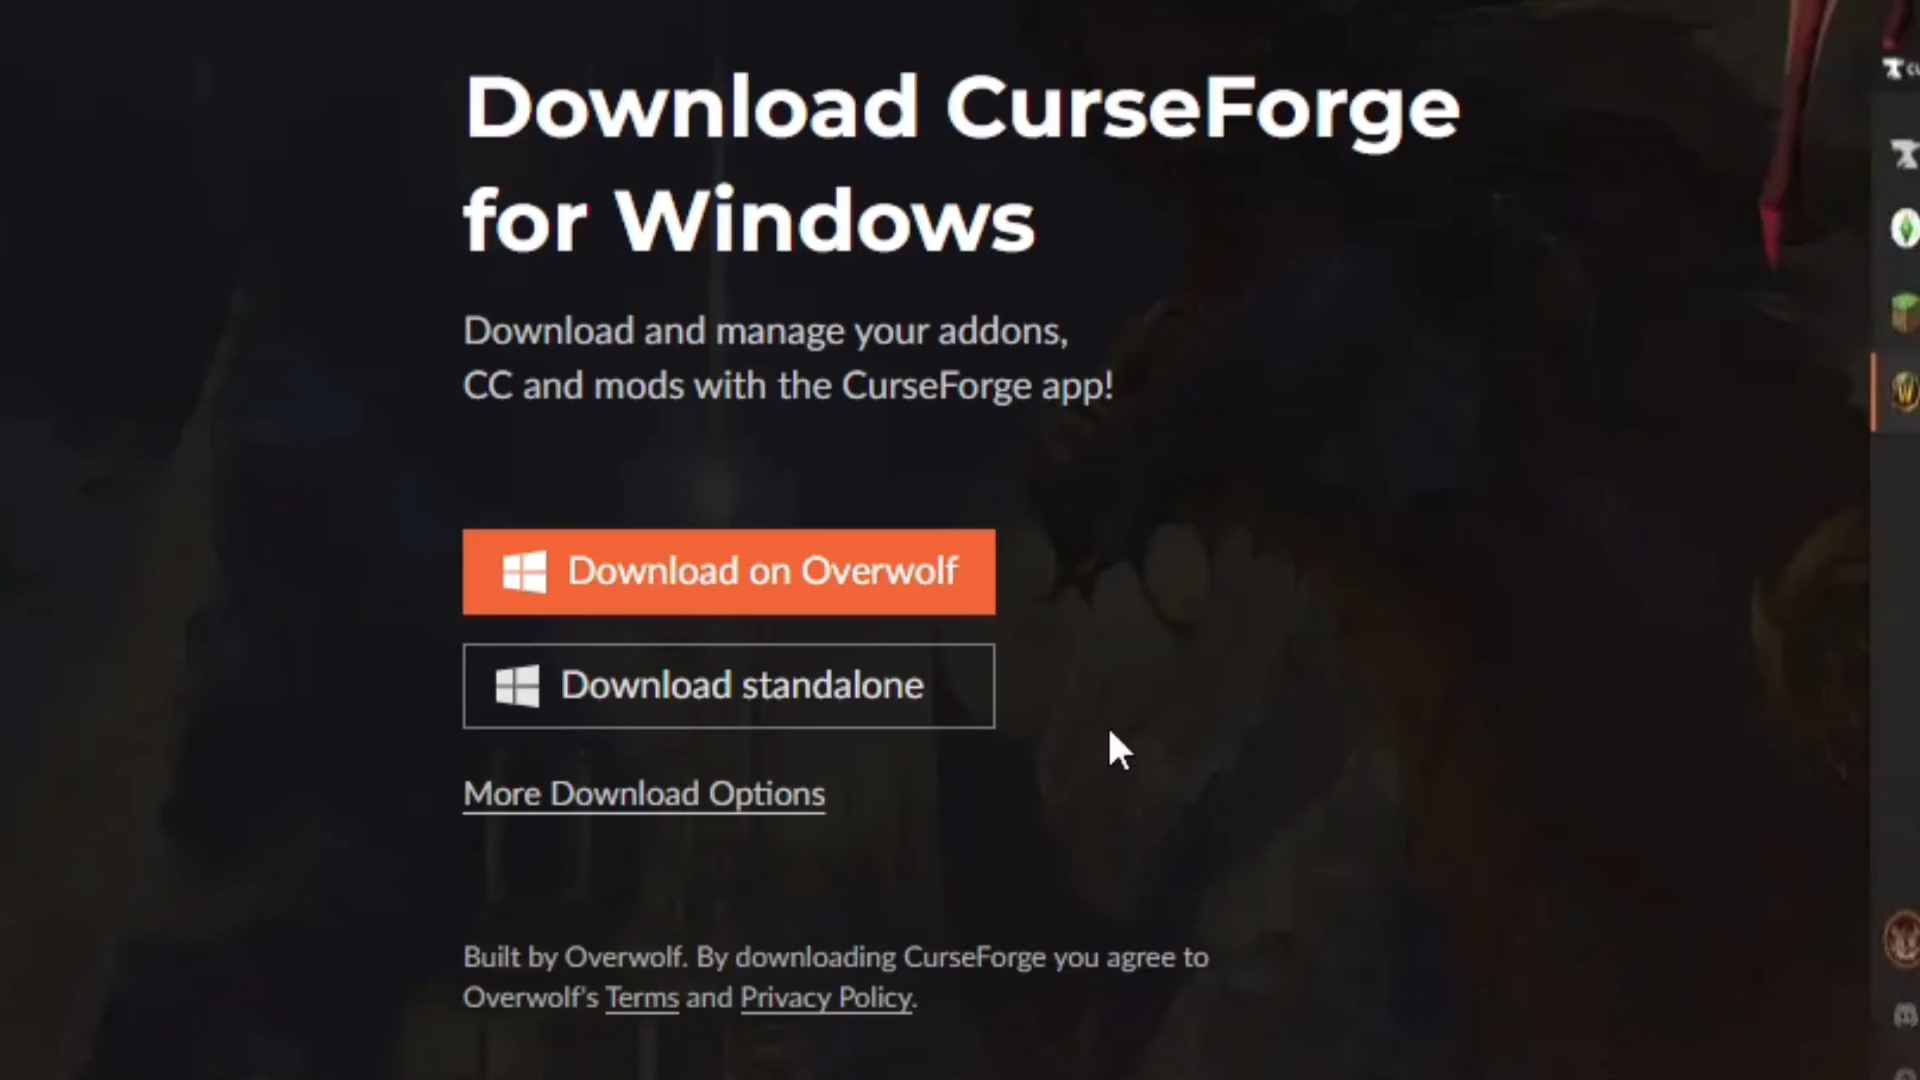 Download CurseForge
for Windows
Download and manage your addons,
CC and mods with the CurseForge app!
Download on Overwolf
Download standalone
More Download Options
Built by Overwolf. By downloading CurseForge you agree to
Overwolf's Terms and Privacy Policy.